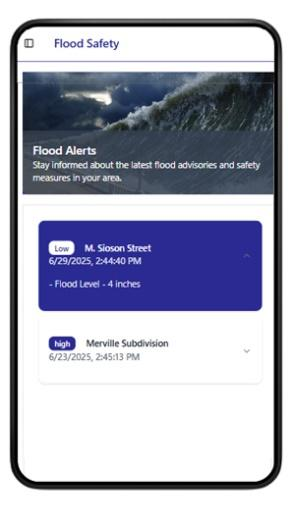 Flood Safety
Flood Alerts
Stay informed about the latest flood advisories and safety
measures in your area.
Low M. Sioson Street
6/29/2025, 2:44:40 PM
- Flood Level - 4 inches
high Merville Subdivision
6/23/2025, 2:45:13 PM